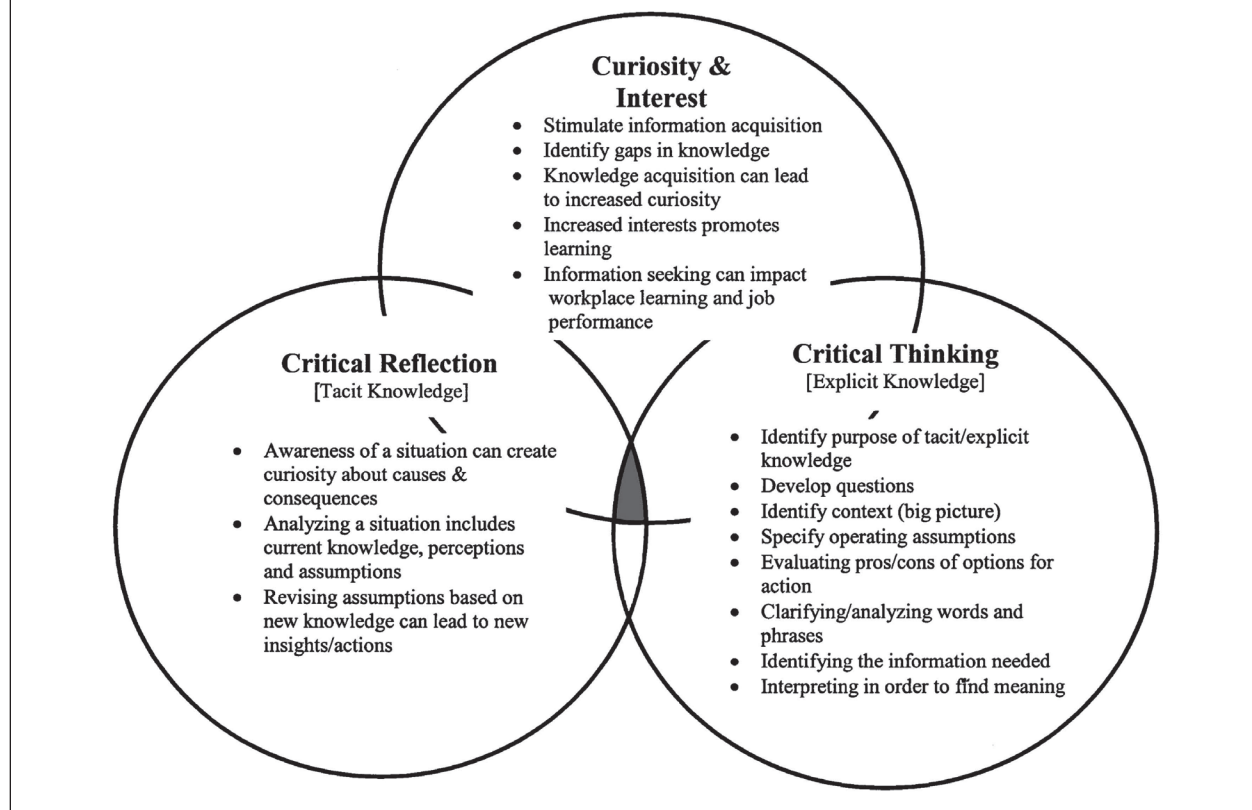 Curiosity &
Interest
• Stimulate information acquisition
• Identify gaps in knowledge
• Knowledge acquisition can lead
to increased curiosity
• Increased interests promotes
learning
• Information seeking can impact
workplace learning and job
performance
Critical Reflection
[Tacit Knowledge]
• Awareness of a situation can create
curiosity about causes &
consequences
• Analyzing a situation includes
current knowledge, perceptions
and assumptions
• Revising assumptions based on
new knowledge can lead to new
insights/actions
Critical Thinking
[Explicit Knowledge]
• Identify purpose of tacit/explicit
knowledge
• Develop questions
• Identify context (big picture)
• Specify operating assumptions
• Evaluating pros/cons of options for
action
• Clarifying/analyzing words and
phrases
• Identifying the information needed
• Interpreting in order to find meaning